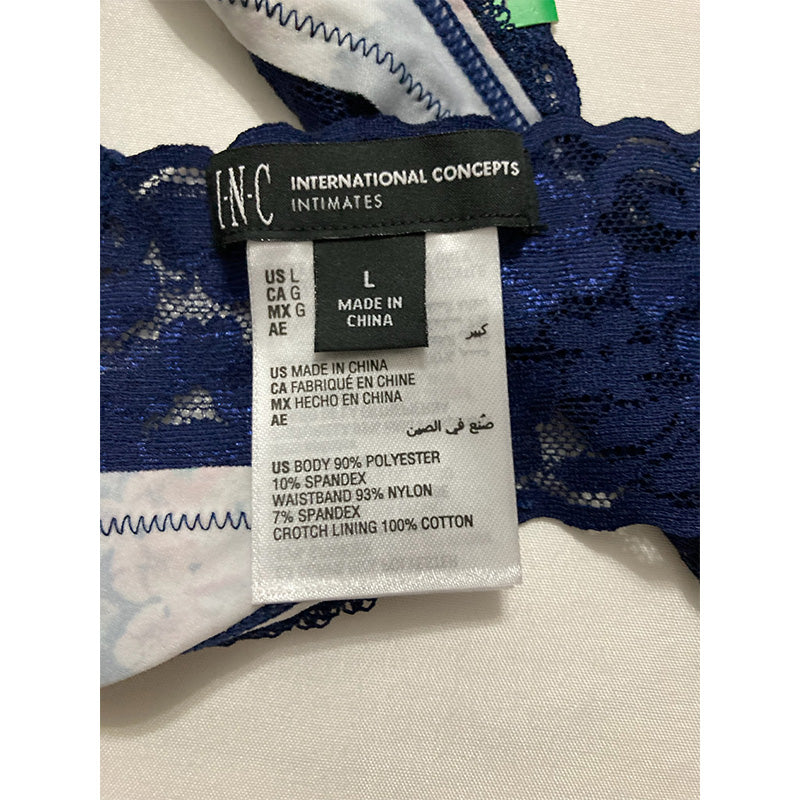 I·N·C INTERNATIONAL CONCEPTS
INTIMATES
L
MADE IN
CHINA
US L
CA G
MX G
AE
كبير
US MADE IN CHINA
CA FABRIQUÉ EN CHINE
MX HECHO EN CHINA
AE
صُنع في الصين
US BODY 90% POLYESTER
10% SPANDEX
WAISTBAND 93% NYLON
7% SPANDEX
CROTCH LINING 100% COTTON